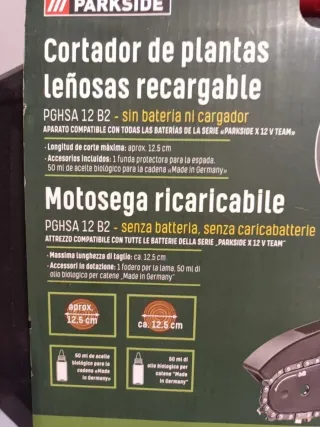 PARKSIDE
Cortador de plantas
leñosas recargable
PGHSA 12 B2 - sin batería ni cargador
APARATO COMPATIBLE CON TODAS LAS BATERÍAS DE LA SERIE «PARKSIDE X 12 V TEAM»
· Longitud de corte máxima: aprox. 12,5 cm
· Accesorios incluidos: 1 funda protectora para la espada,
50 ml de aceite biológico para la cadena «Made in Germany»
Motosega ricaricabile
PGHSA 12 B2 - senza batteria, senza caricabatterie
ATTREZZO COMPATIBILE CON TUTTE LE BATTERIE DELLA SERIE „PARKSIDE X 12 V TEAM"
· Massima lunghezza di taglio: ca. 12,5 cm
· Accessori in dotazione: 1 fodero per la lama, 50 ml di
olio biologico per catene „Made in Germany"
aprox.
12,5 cm
ca. 12,5 cm
50 ml de aceite
biológico para la
cadena «Made
in Germany»
50 ml di
olio biologico per
catene "Made
in Germany"